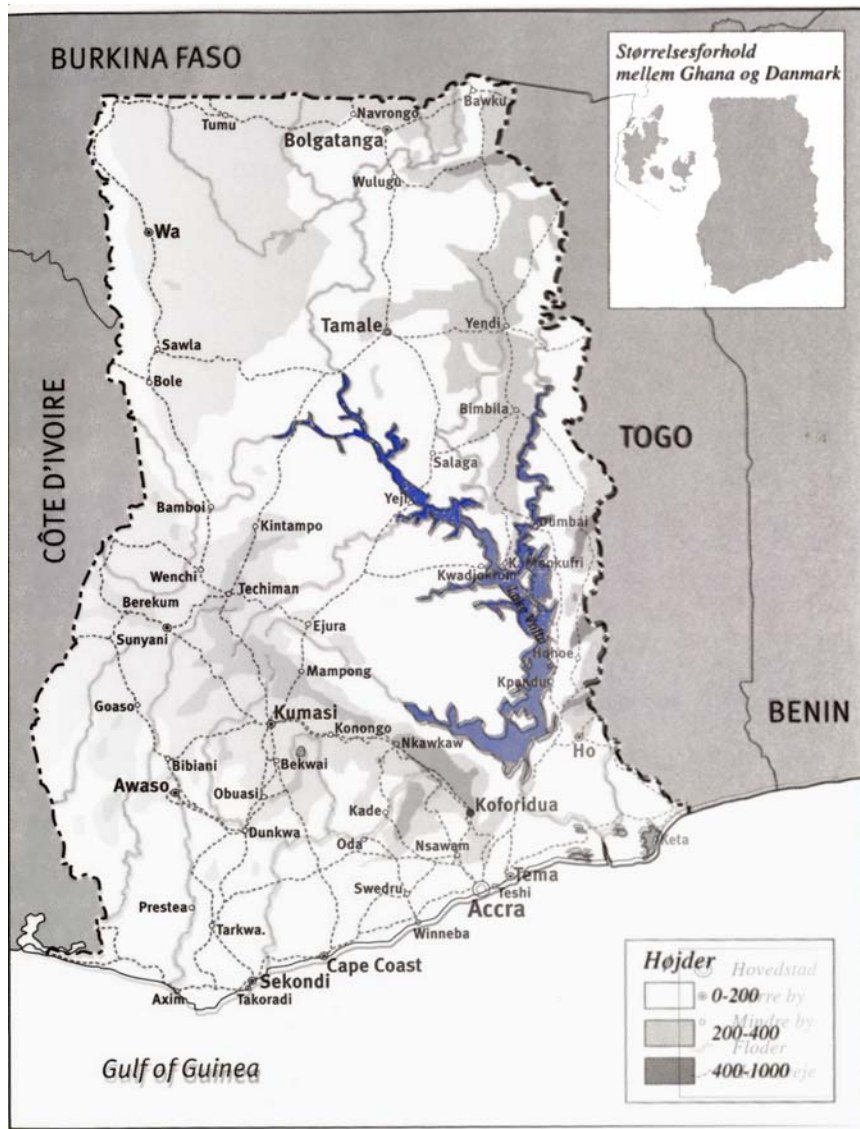 BURKINA FASO
Størrelsesforhold
mellem Ghana og Danmark
Bawku
Navrongo
Tumu
Bolgatanga
Wulugu
Wa
Tamale
Yendi
Sawla
Bole
CÔTE D'IVOIRE
Bimbila
TOGO
Salaga
Yeji
Bamboi
Kintampo
Dumbai
Wenchi
Kwadjokrom
Techiman
Berekum
Ejura
Sunyani
Hohoe
Mampong
Kpandu
Goaso
BENIN
Kumasi
Konongo
Nkawkaw
Ho
Bibiani
Bekwai
Awaso
Obuasi
Koforidua
Kade
Dunkwa
Oda
Nsawam
Keta
Tema
Swedru
Teshi
Accra
Prestea
Tarkwa.
Winneba
Cape Coast
Sekondi
Axim
Takoradi
Gulf of Guinea
Højder
Hovedstad
0-200
Mindre by
200-400
Floder
400-1000